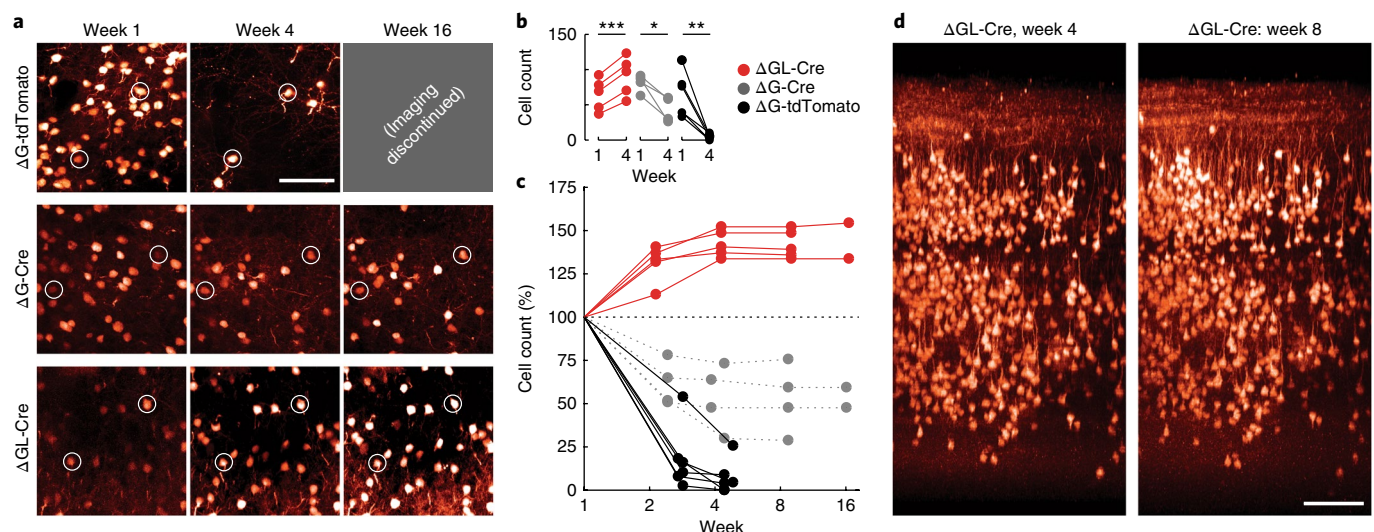 a
Week 1
Week 4
Week 16
ΔG-tdTomato
(Imaging
discontinued)
ΔG-Cre
ΔGL-Cre
b
***
*
**
150
0
Cell count
1
4
1
4
1
4
Week
ΔGL-Cre
ΔG-Cre
ΔG-tdTomato
c
175
150
125
100
75
50
25
0
Cell count (%)
1
2
4
8
16
Week
d
ΔGL-Cre, week 4
ΔGL-Cre: week 8